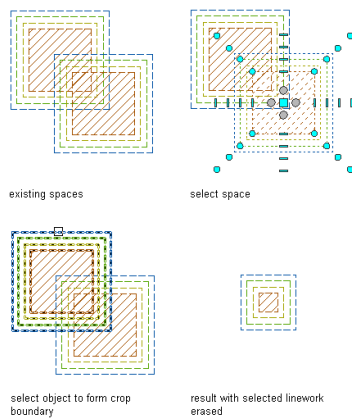 existing spaces
select space
select object to form crop
boundary
result with selected linework
erased